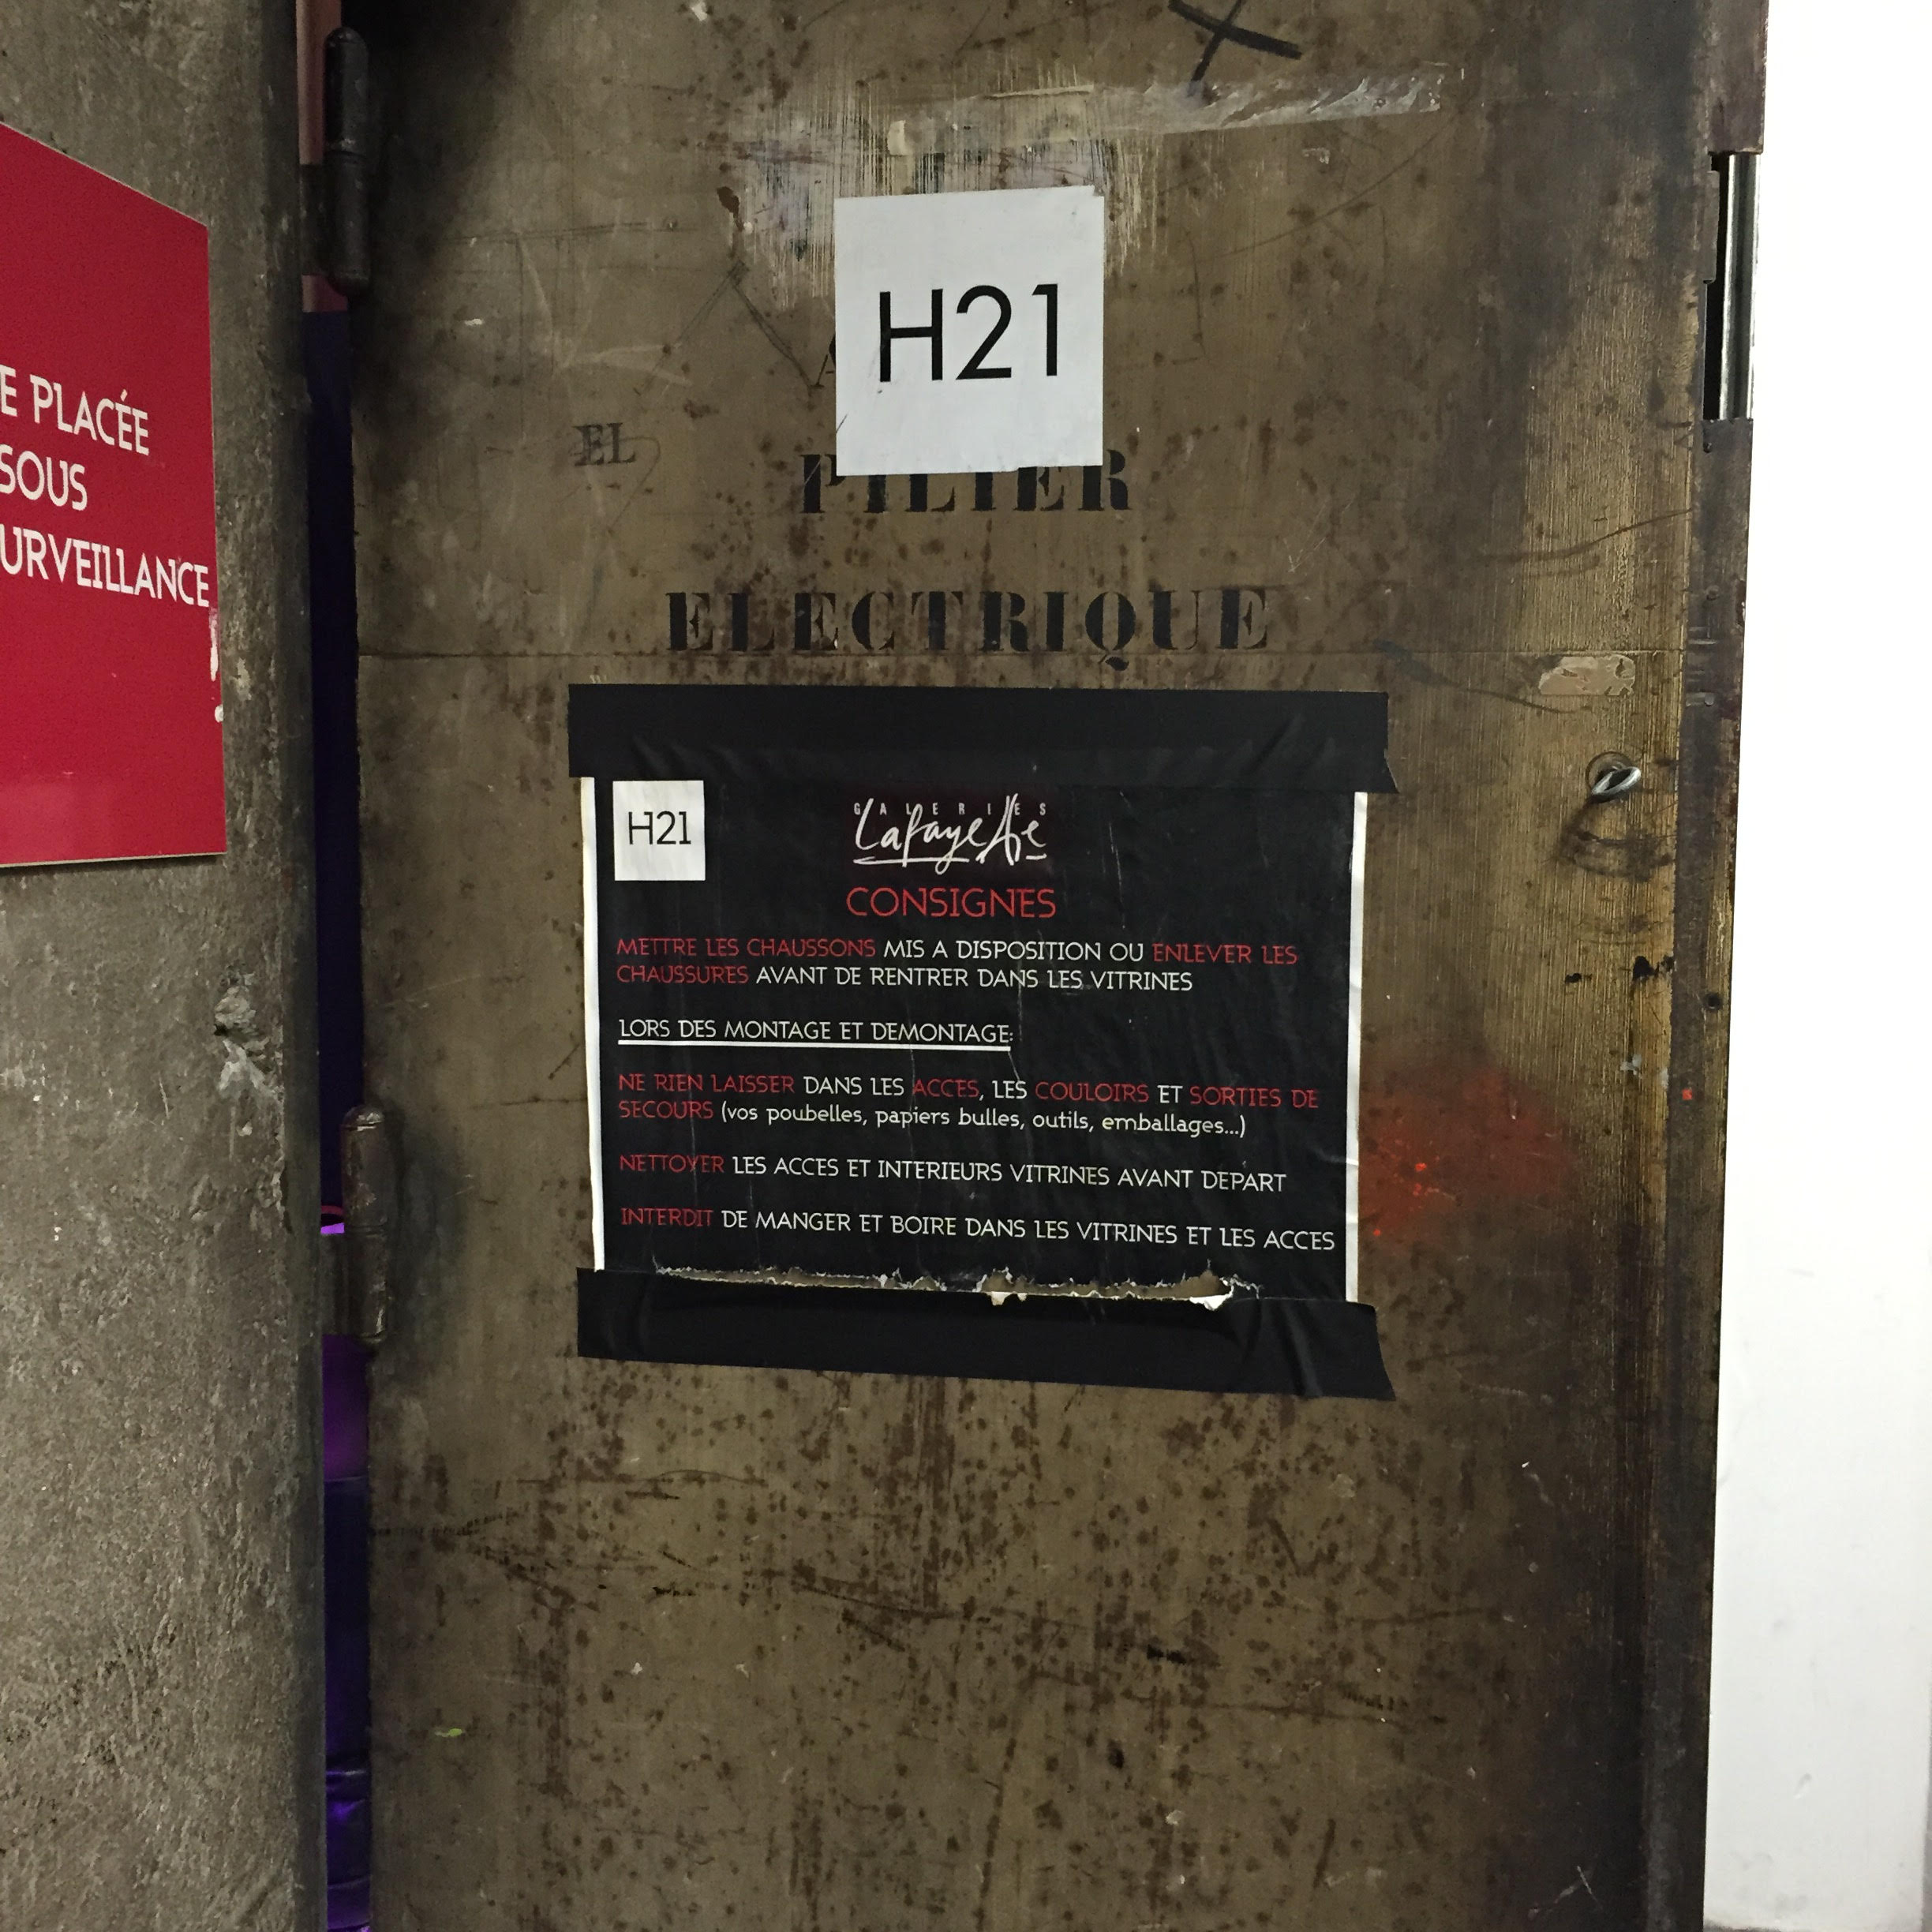 E PLACÉE
SOUS
URVEILLANCE
H21
EL
PILIER
ELECTRIQUE
H21
GALERIES
Lafayette
CONSIGNES
METTRE LES CHAUSSONS MIS A DISPOSITION OU ENLEVER LES
CHAUSSURES AVANT DE RENTRER DANS LES VITRINES
LORS DES MONTAGE ET DEMONTAGE:
NE RIEN LAISSER DANS LES ACCES, LES COULOIRS ET SORTIES DE
SECOURS (vos poubelles, papiers bulles, outils, emballages...)
NETTOYER LES ACCES ET INTERIEURS VITRINES AVANT DEPART
INTERDIT DE MANGER ET BOIRE DANS LES VITRINES ET LES ACCES